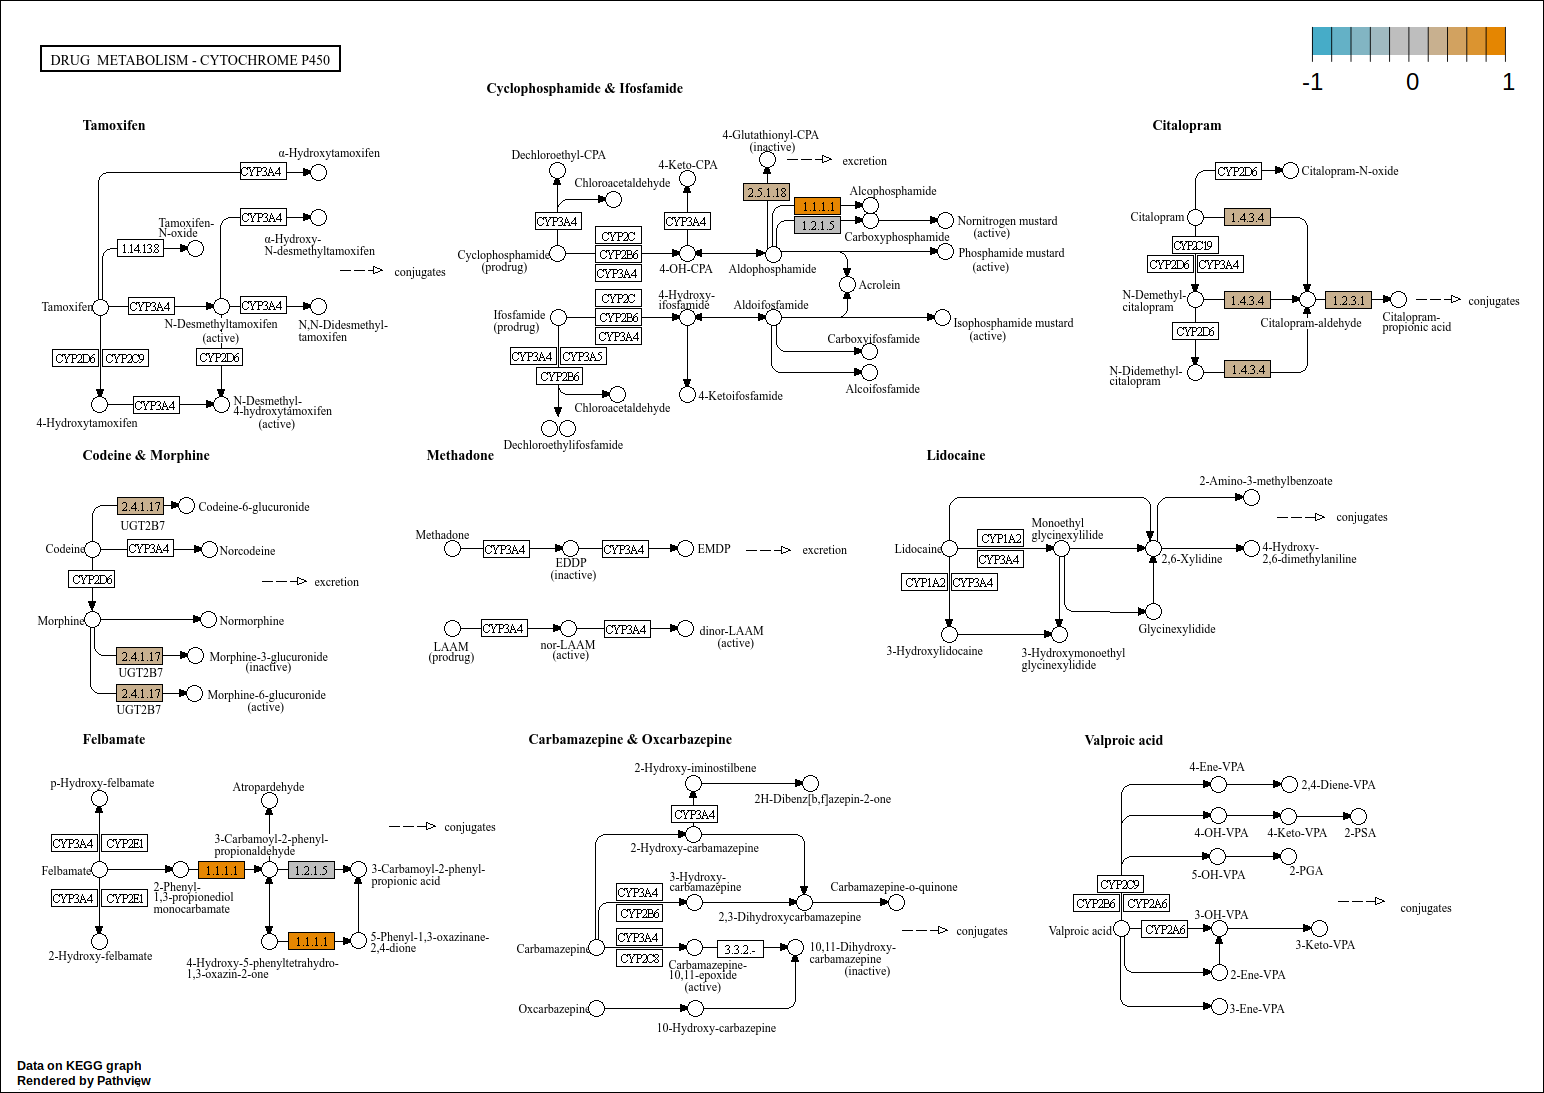 DRUG METABOLISM - CYTOCHROME P450
-1
0
1
Cyclophosphamide & Ifosfamide
Tamoxifen
α-Hydroxytamoxifen
CYP3A4
CYP3A4
Tamoxifen-
N-oxide
1.14.13.8
α-Hydroxy-
N-desmethyltamoxifen
conjugates
Tamoxifen
CYP3A4
CYP3A4
N-Desmethyltamoxifen
(active)
N,N-Didesmethyl-
tamoxifen
CYP2D6
CYP2C9
CYP2D6
CYP3A4
N-Desmethyl-
4-hydroxytamoxifen
(active)
4-Hydroxytamoxifen
4-Glutathionyl-CPA
(inactive)
excretion
Dechloroethyl-CPA
4-Keto-CPA
Chloroacetaldehyde
2.5.1.18
Alcophosphamide
1.1.1.1
CYP3A4
CYP3A4
1.2.1.5
Nornitrogen mustard
(active)
CYP2C
Carboxyphosphamide
Cyclophosphamide
(prodrug)
CYP2B6
Phosphamide mustard
(active)
CYP3A4
4-OH-CPA
Aldophosphamide
Acrolein
CYP2C
4-Hydroxy-
ifosfamide
Aldoifosfamide
Ifosfamide
(prodrug)
CYP2B6
CYP3A4
Isophosphamide mustard
(active)
CYP3A4
CYP3A5
Carboxyifosfamide
CYP2B6
Alcoifosfamide
4-Ketoifosfamide
Chloroacetaldehyde
Dechloroethylifosfamide
Citalopram
CYP2D6
Citalopram-N-oxide
Citalopram
1.4.3.4
CYP2C19
CYP2D6
CYP3A4
N-Demethyl-
citalopram
1.4.3.4
1.2.3.1
conjugates
Citalopram-aldehyde
Citalopram-
propionic acid
CYP2D6
N-Didemethyl-
citalopram
1.4.3.4
Codeine & Morphine
2.4.1.17
Codeine-6-glucuronide
UGT2B7
Codeine
CYP3A4
Norcodeine
CYP2D6
excretion
Morphine
Normorphine
2.4.1.17
Morphine-3-glucuronide
(inactive)
UGT2B7
2.4.1.17
Morphine-6-glucuronide
(active)
UGT2B7
Methadone
Methadone
CYP3A4
CYP3A4
EMDP
excretion
EDDP
(inactive)
CYP3A4
CYP3A4
dinor-LAAM
(active)
LAAM
(prodrug)
nor-LAAM
(active)
Lidocaine
2-Amino-3-methylbenzoate
conjugates
Monoethyl
glycinexylilide
CYP1A2
Lidocaine
CYP3A4
2,6-Xylidine
4-Hydroxy-
2,6-dimethylaniline
CYP1A2
CYP3A4
Glycinexylidide
3-Hydroxylidocaine
3-Hydroxymonoethyl
glycinexylidide
Felbamate
p-Hydroxy-felbamate
Atropardehyde
conjugates
CYP3A4
CYP2E1
3-Carbamoyl-2-phenyl-
propionaldehyde
Felbamate
1.1.1.1
1.2.1.5
3-Carbamoyl-2-phenyl-
propionic acid
2-Phenyl-
1,3-propionediol
monocarbamate
CYP3A4
CYP2E1
1.1.1.1
5-Phenyl-1,3-oxazinane-
2,4-dione
2-Hydroxy-felbamate
4-Hydroxy-5-phenyltetrahydro-
1,3-oxazin-2-one
Carbamazepine & Oxcarbazepine
2-Hydroxy-iminostilbene
2H-Dibenz[b,f]azepin-2-one
CYP3A4
2-Hydroxy-carbamazepine
3-Hydroxy-
carbamazepine
CYP3A4
CYP2B6
Carbamazepine-o-quinone
2,3-Dihydroxycarbamazepine
conjugates
CYP3A4
Carbamazepine
CYP2C8
3.3.2.-
10,11-Dihydroxy-
carbamazepine
(inactive)
Carbamazepine-
10,11-epoxide
(active)
Oxcarbazepine
10-Hydroxy-carbazepine
Valproic acid
4-Ene-VPA
2,4-Diene-VPA
4-OH-VPA
4-Keto-VPA
2-PSA
5-OH-VPA
2-PGA
CYP2C9
CYP2B6
CYP2A6
conjugates
3-OH-VPA
Valproic acid
CYP2A6
3-Keto-VPA
2-Ene-VPA
3-Ene-VPA
Data on KEGG graph
Rendered by Pathview